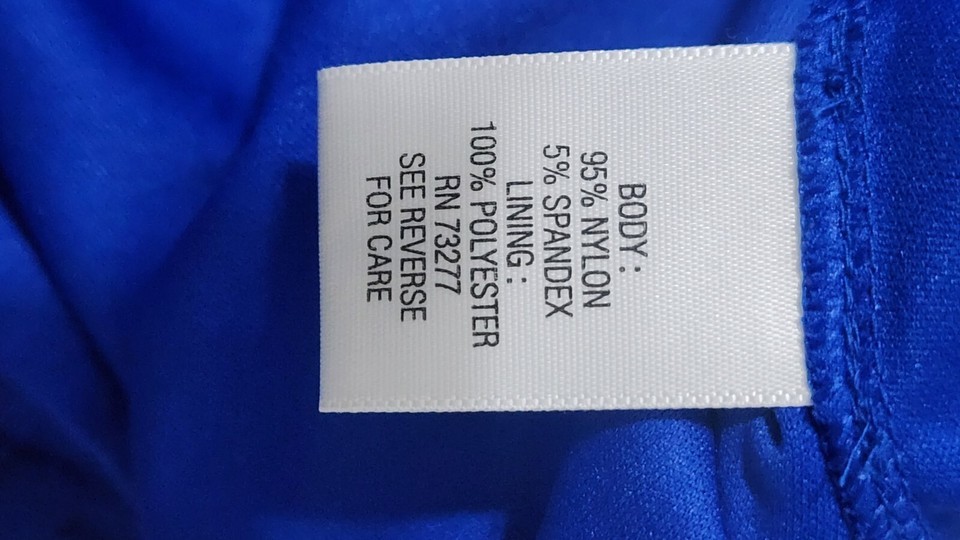 BODY :
95% NYLON
5% SPANDEX
LINING :
100% POLYESTER
RN 73277
SEE REVERSE
FOR CARE